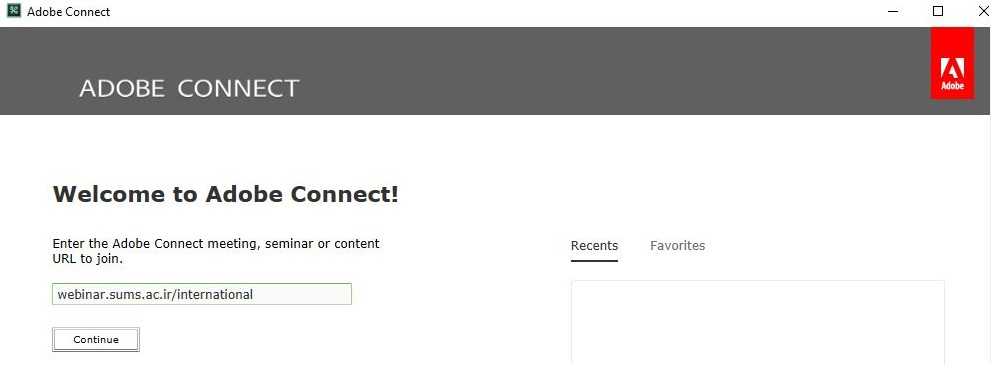 Adobe Connect
ADOBE CONNECT
Adobe
Welcome to Adobe Connect!
Enter the Adobe Connect meeting, seminar or content
URL to join.
webinar.sums.ac.ir/international
Continue
Recents Favorites